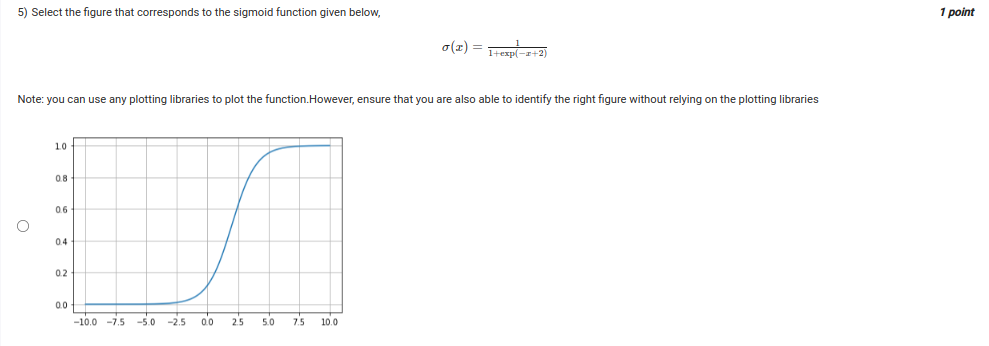 5) Select the figure that corresponds to the sigmoid function given below,
1 point
σ(x) = 1/1+exp(−x+2)
Note: you can use any plotting libraries to plot the function.However, ensure that you are also able to identify the right figure without relying on the plotting libraries
1.0
0.8
0.6
0.4
0.2
0.0
−10.0 −7.5 −5.0 −2.5 0.0 2.5 5.0 7.5 10.0